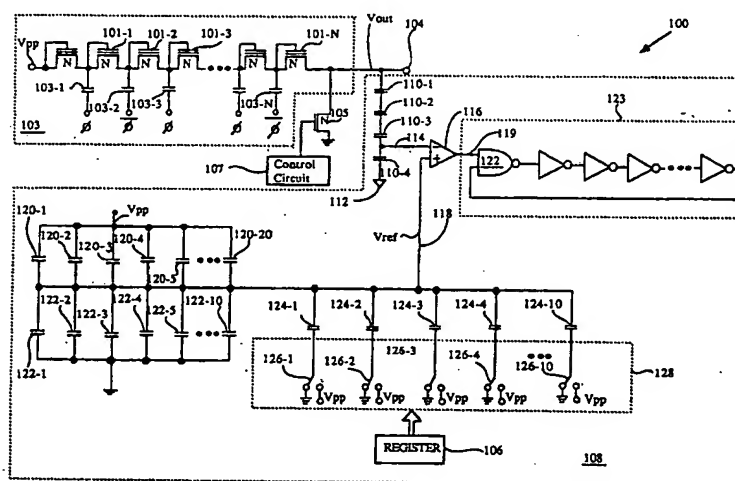 Vout 104 100
101-1 101-2 101-3 101-N
Vpp
N N N N N N
103-1 103-2 103-3 103-N
110-1
110-2
110-3
110-4
105
N
116
123
114
119
122
103
ϕ ϕ̅ ϕ ϕ ϕ̅
107
Control
Circuit
112
Vref
118
Vpp
120-1 120-2 120-3 120-4 120-5 120-20
122-1 122-2 122-3 122-4 122-5 122-10
124-1 124-2 124-3 124-4 124-10
126-1 126-2 126-3 126-4 126-10
128
Vpp Vpp Vpp Vpp Vpp
REGISTER
106
108